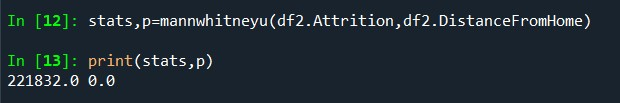 In [12]: stats,p=mannwhitneyu(df2.Attrition,df2.DistanceFromHome)
In [13]: print(stats,p)
221832.0 0.0